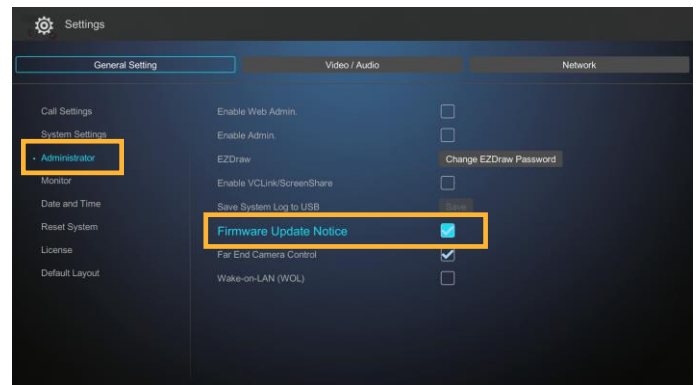 Settings
General Setting
Video / Audio
Network
Call Settings
System Settings
Administrator
Monitor
Date and Time
Reset System
License
Default Layout
Enable Web Admin.
Enable Admin.
EZDraw
Change EZDraw Password
Enable VCLink/ScreenShare
Save System Log to USB
Save
Firmware Update Notice
Far End Camera Control
Wake-on-LAN (WOL)